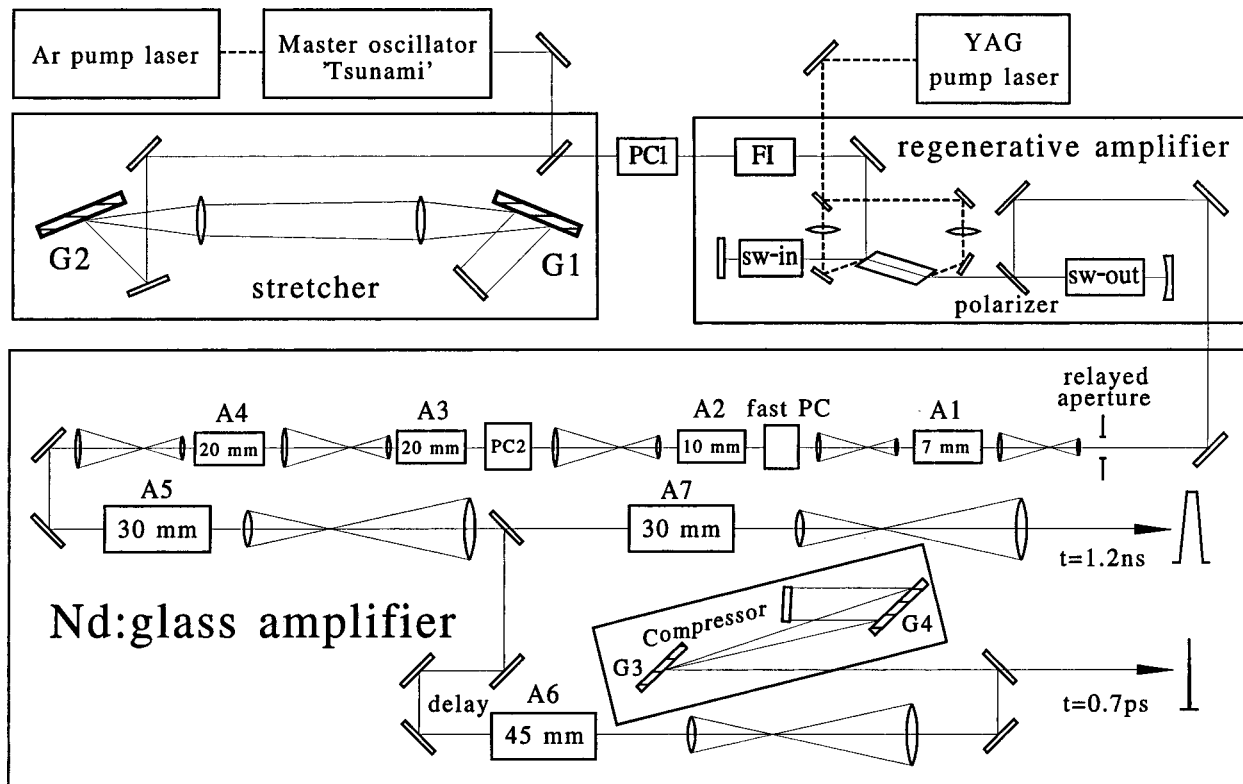 Ar pump laser
Master oscillator
'Tsunami'
YAG
pump laser
PC1
FI
regenerative amplifier
G2
G1
stretcher
sw-in
sw-out
polarizer
relayed
aperture
A4
A3
A2
fast PC
A1
20 mm
20 mm
PC2
10 mm
7 mm
A5
A7
30 mm
30 mm
t=1.2ns
Nd:glass amplifier
Compressor
G4
G3
delay
A6
45 mm
t=0.7ps